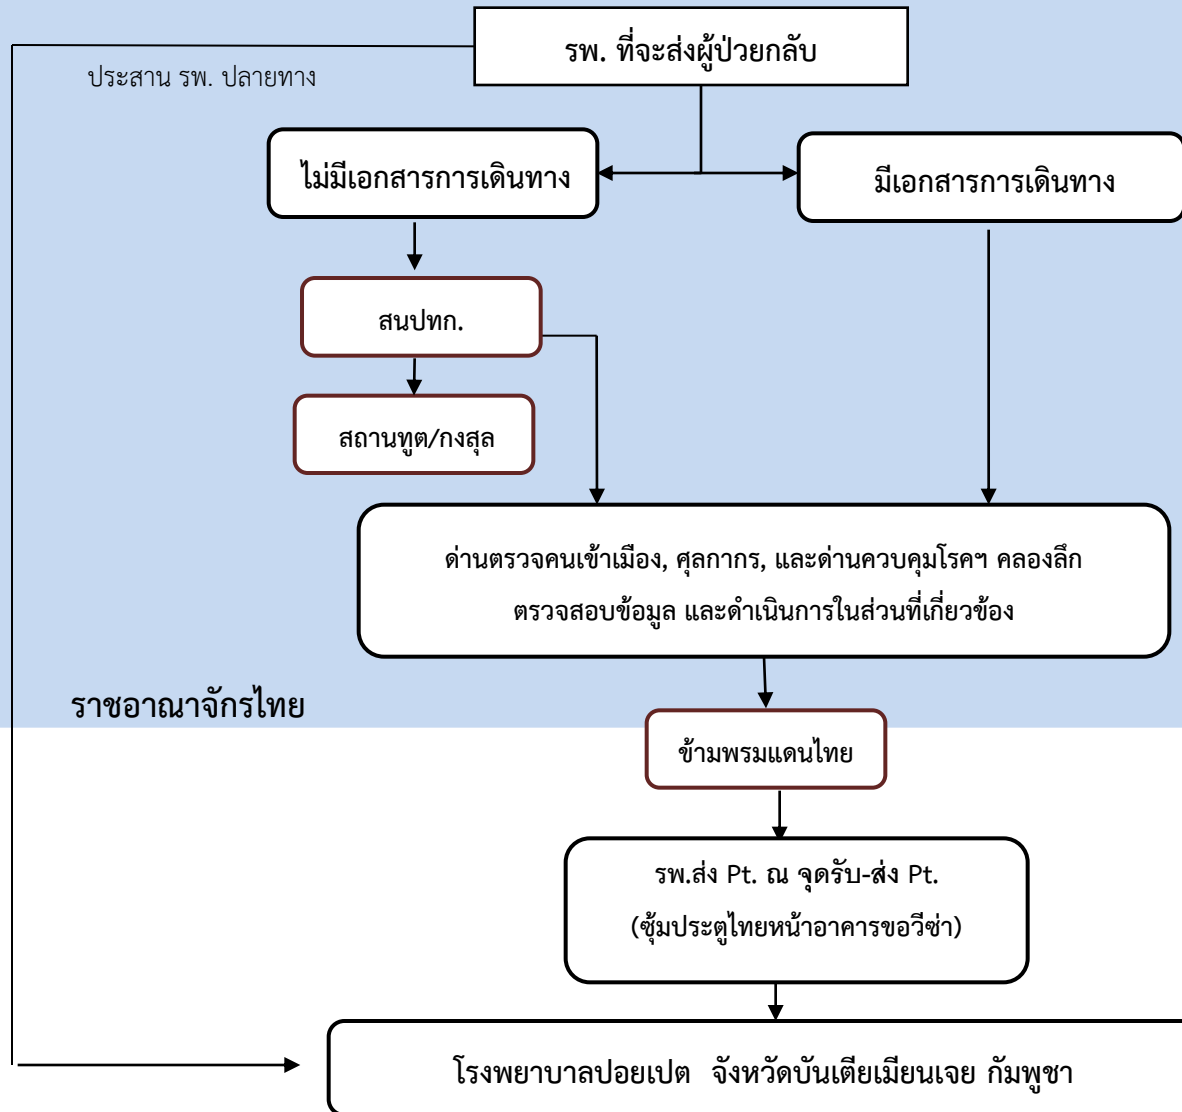 รพ. ที่จะส่งผู้ป่วยกลับ
ประสาน รพ. ปลายทาง
ไม่มีเอกสารการเดินทาง
มีเอกสารการเดินทาง
สนปทก.
สถานทูต/กงสุล
ด่านตรวจคนเข้าเมือง, ศุลกากร, และด่านควบคุมโรคฯ คลองลึก
ตรวจสอบข้อมูล และดำเนินการในส่วนที่เกี่ยวข้อง
ราชอาณาจักรไทย
ข้ามพรมแดนไทย
รพ.ส่ง Pt. ณ จุดรับ-ส่ง Pt.
(ซุ้มประตูไทยหน้าอาคารขอวีซ่า)
โรงพยาบาลปอยเปต จังหวัดบันเตียเมียนเจย กัมพูชา